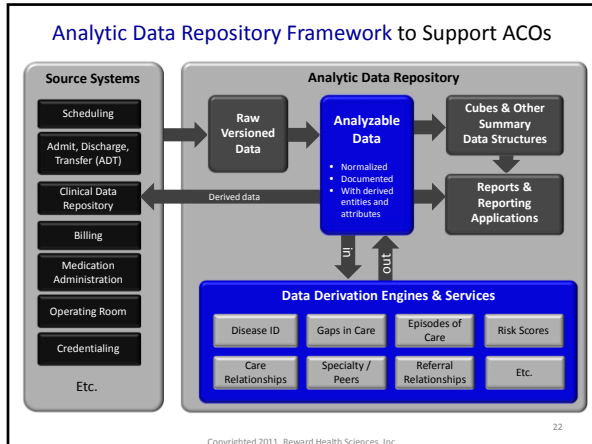 Analytic Data Repository Framework to Support ACOs
Source Systems
Scheduling
Admit, Discharge,
Transfer (ADT)
Clinical Data
Repository
Billing
Medication
Administration
Operating Room
Credentialing
Etc.
Analytic Data Repository
Raw
Versioned
Data
Analyzable
Data
• Normalized
• Documented
• With derived
entities and
attributes
Cubes & Other
Summary
Data Structures
Reports &
Reporting
Applications
Derived data
in
out
Data Derivation Engines & Services
Disease ID
Gaps in Care
Episodes of
Care
Risk Scores
Care
Relationships
Specialty /
Peers
Referral
Relationships
Etc.
22
Copyrighted 2011, Reward Health Sciences, Inc.